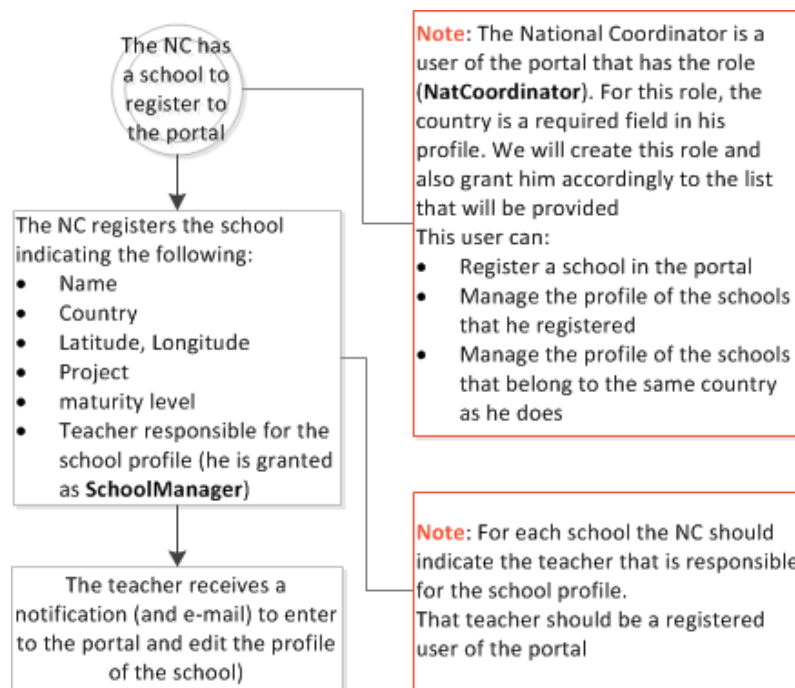 The NC has
a school to
register to
the portal
Note: The National Coordinator is a
user of the portal that has the role
(NatCoordinator). For this role, the
country is a required field in his
profile. We will create this role and
also grant him accordingly to the list
that will be provided
This user can:
• Register a school in the portal
• Manage the profile of the schools
that he registered
• Manage the profile of the schools
that belong to the same country
as he does
The NC registers the school
indicating the following:
• Name
• Country
• Latitude, Longitude
• Project
• maturity level
• Teacher responsible for the
school profile (he is granted
as SchoolManager)
Note: For each school the NC should
indicate the teacher that is responsible
for the school profile.
That teacher should be a registered
user of the portal
The teacher receives a
notification (and e-mail) to enter
to the portal and edit the profile
of the school)